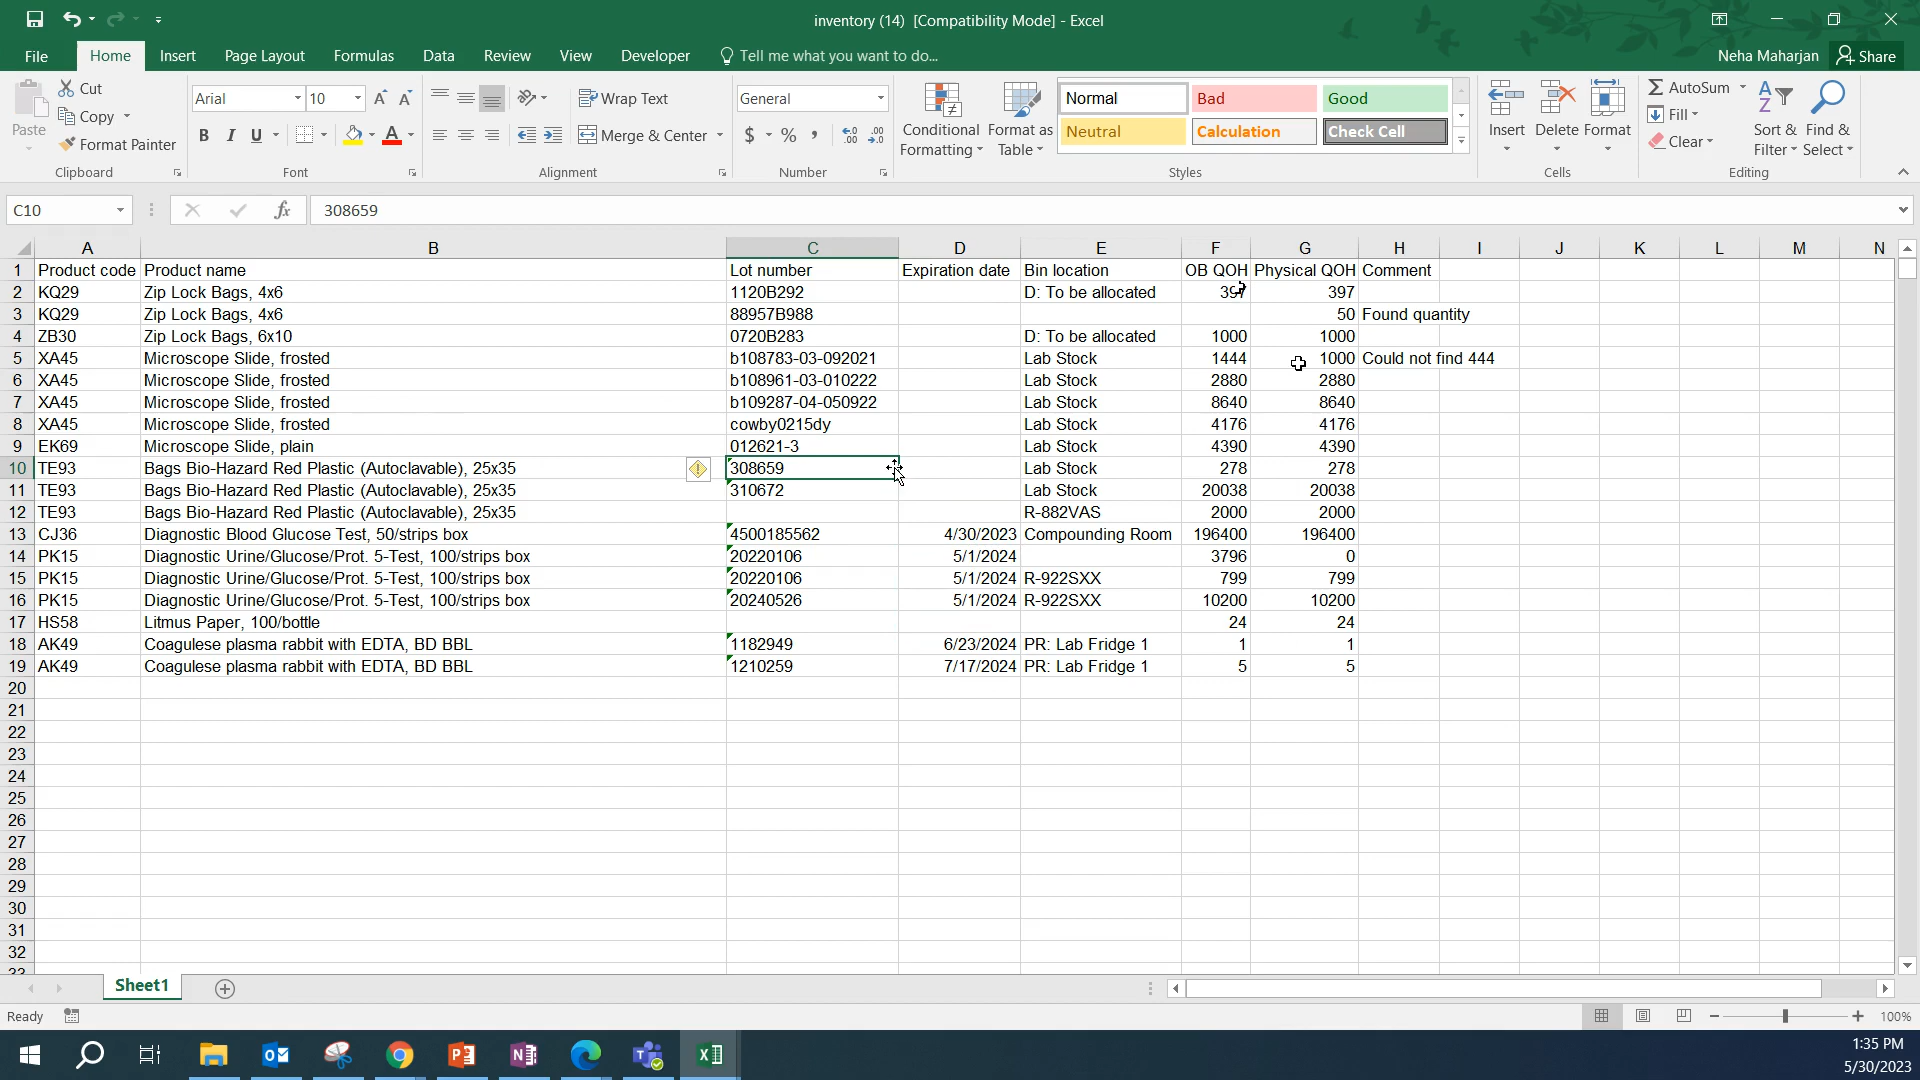 inventory (14) [Compatibility Mode] - Excel
File Home Insert Page Layout Formulas Data Review View Developer Tell me what you want to do... Neha Maharjan Share
Paste Cut Copy Format Painter Clipboard
Arial 10 B I U A A Font
Wrap Text Merge & Center Alignment
General $ % , Number
Conditional Formatting Format as Table
Normal Bad Good
Neutral Calculation Check Cell
Styles
Insert Delete Format Cells
AutoSum Fill Clear Sort & Filter Find & Select Editing
C10 fx 308659
A B C D E F G H I J K L M N
1 Product code Product name Lot number Expiration date Bin location OB QOH Physical QOH Comment
2 KQ29 Zip Lock Bags, 4x6 1120B292 D: To be allocated 397 397
3 KQ29 Zip Lock Bags, 4x6 88957B988 50 Found quantity
4 ZB30 Zip Lock Bags, 6x10 0720B283 D: To be allocated 1000 1000
5 XA45 Microscope Slide, frosted b108783-03-092021 Lab Stock 1444 1000 Could not find 444
6 XA45 Microscope Slide, frosted b108961-03-010222 Lab Stock 2880 2880
7 XA45 Microscope Slide, frosted b109287-04-050922 Lab Stock 8640 8640
8 XA45 Microscope Slide, frosted cowby0215dy Lab Stock 4176 4176
9 EK69 Microscope Slide, plain 012621-3 Lab Stock 4390 4390
10 TE93 Bags Bio-Hazard Red Plastic (Autoclavable), 25x35 308659 Lab Stock 278 278
11 TE93 Bags Bio-Hazard Red Plastic (Autoclavable), 25x35 310672 Lab Stock 20038 20038
12 TE93 Bags Bio-Hazard Red Plastic (Autoclavable), 25x35 R-882VAS 2000 2000
13 CJ36 Diagnostic Blood Glucose Test, 50/strips box 4500185562 4/30/2023 Compounding Room 196400 196400
14 PK15 Diagnostic Urine/Glucose/Prot. 5-Test, 100/strips box 20220106 5/1/2024 3796 0
15 PK15 Diagnostic Urine/Glucose/Prot. 5-Test, 100/strips box 20220106 5/1/2024 R-922SXX 799 799
16 PK15 Diagnostic Urine/Glucose/Prot. 5-Test, 100/strips box 20240526 5/1/2024 R-922SXX 10200 10200
17 HS58 Litmus Paper, 100/bottle 24 24
18 AK49 Coagulese plasma rabbit with EDTA, BD BBL 1182949 6/23/2024 PR: Lab Fridge 1 1 1
19 AK49 Coagulese plasma rabbit with EDTA, BD BBL 1210259 7/17/2024 PR: Lab Fridge 1 5 5
20
21
22
23
24
25
26
27
28
29
30
31
32
33
Sheet1
Ready 100%
1:35 PM
5/30/2023